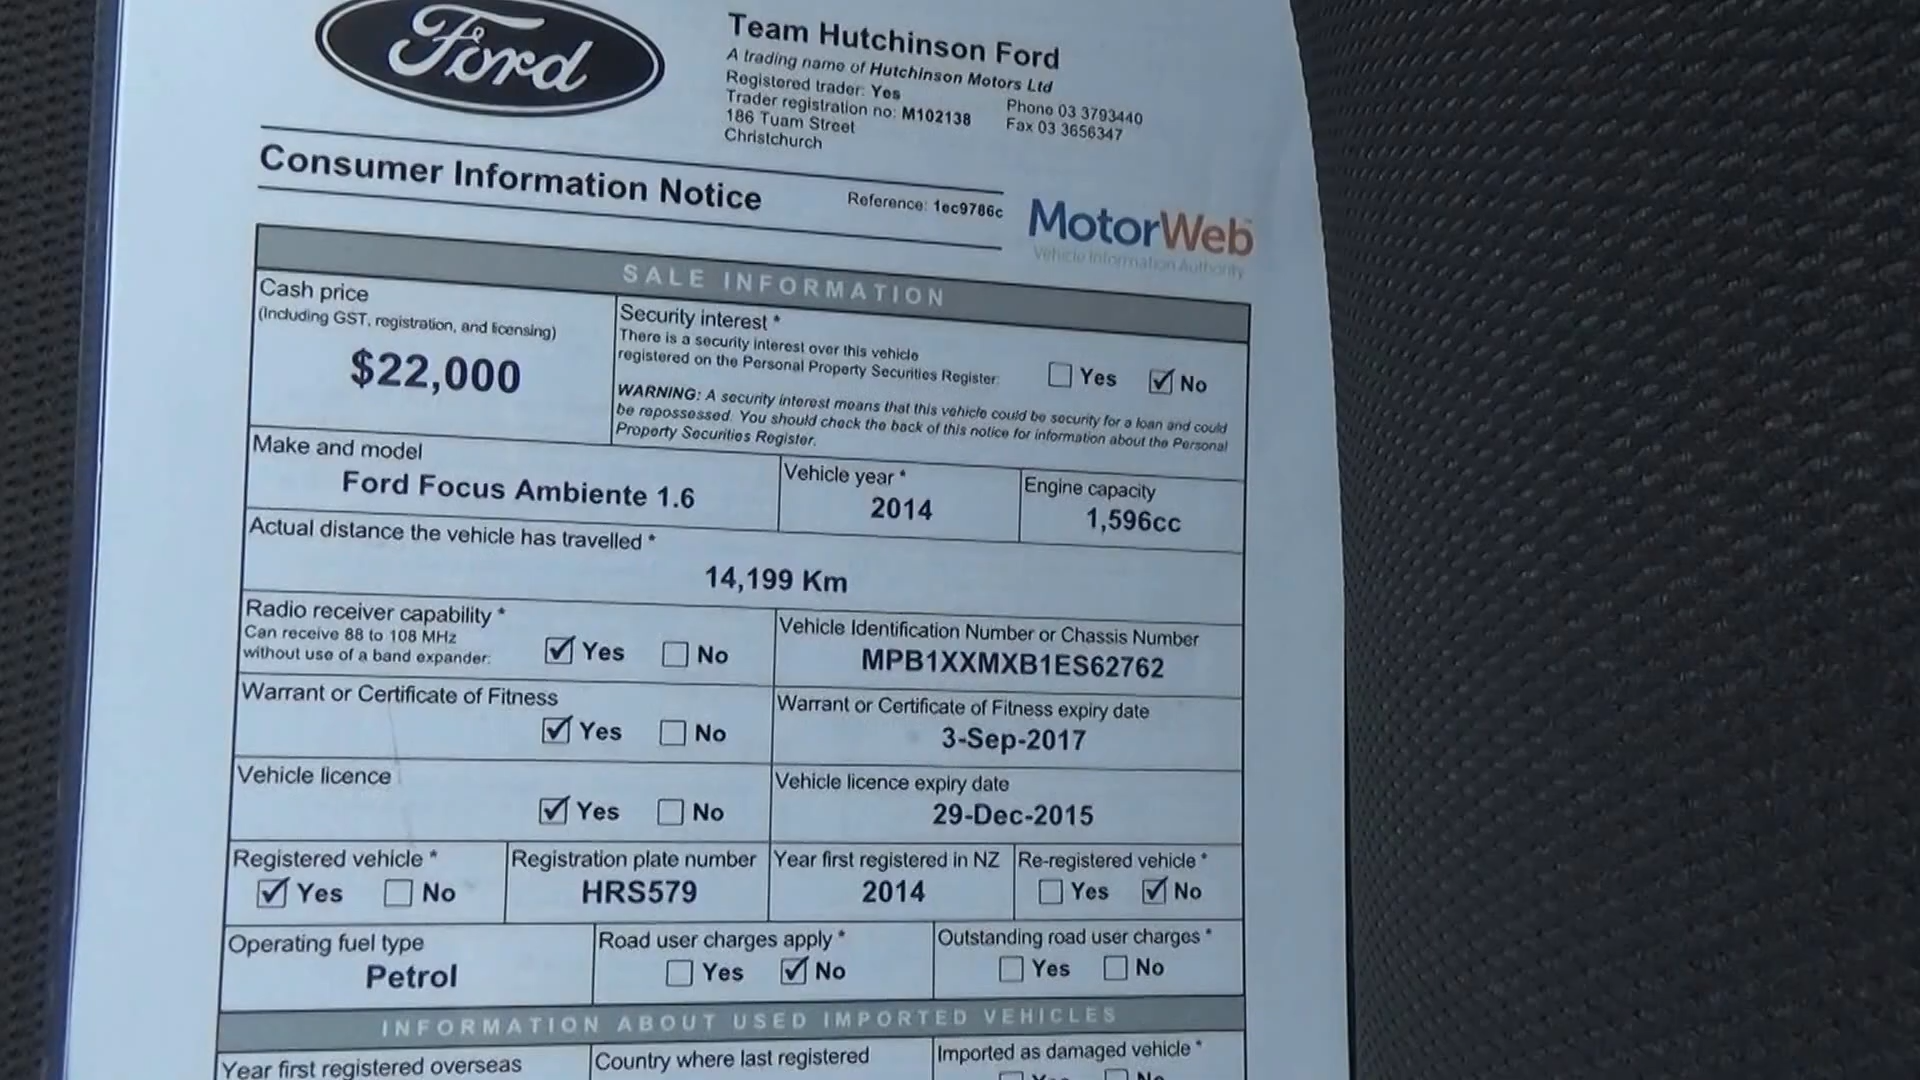 Ford
Team Hutchinson Ford
A trading name of Hutchinson Motors Ltd
Registered trader: Yes
Trader registration no: M102138
186 Tuam Street
Christchurch
Phone 03 3793440
Fax 03 3656347
Consumer Information Notice
Reference: 1ec9786c
MotorWeb
Vehicle Information Authority
SALE INFORMATION
Cash price
(Including GST, registration, and licensing)
$22,000
Security interest *
There is a security interest over this vehicle
registered on the Personal Property Securities Register:
Yes No
WARNING: A security interest means that this vehicle could be security for a loan and could
be repossessed. You should check the back of this notice for information about the Personal
Property Securities Register.
Make and model
Ford Focus Ambiente 1.6
Vehicle year *
2014
Engine capacity
1,596cc
Actual distance the vehicle has travelled *
14,199 Km
Radio receiver capability *
Can receive 88 to 108 MHz
without use of a band expander:
Yes No
Vehicle Identification Number or Chassis Number
MPB1XXMXB1ES62762
Warrant or Certificate of Fitness
Yes No
Warrant or Certificate of Fitness expiry date
3-Sep-2017
Vehicle licence
Yes No
Vehicle licence expiry date
29-Dec-2015
Registered vehicle *
Yes No
Registration plate number
HRS579
Year first registered in NZ
2014
Re-registered vehicle *
Yes No
Operating fuel type
Petrol
Road user charges apply *
Yes No
Outstanding road user charges *
Yes No
INFORMATION ABOUT USED IMPORTED VEHICLES
Year first registered overseas
Country where last registered
Imported as damaged vehicle *
Yes No